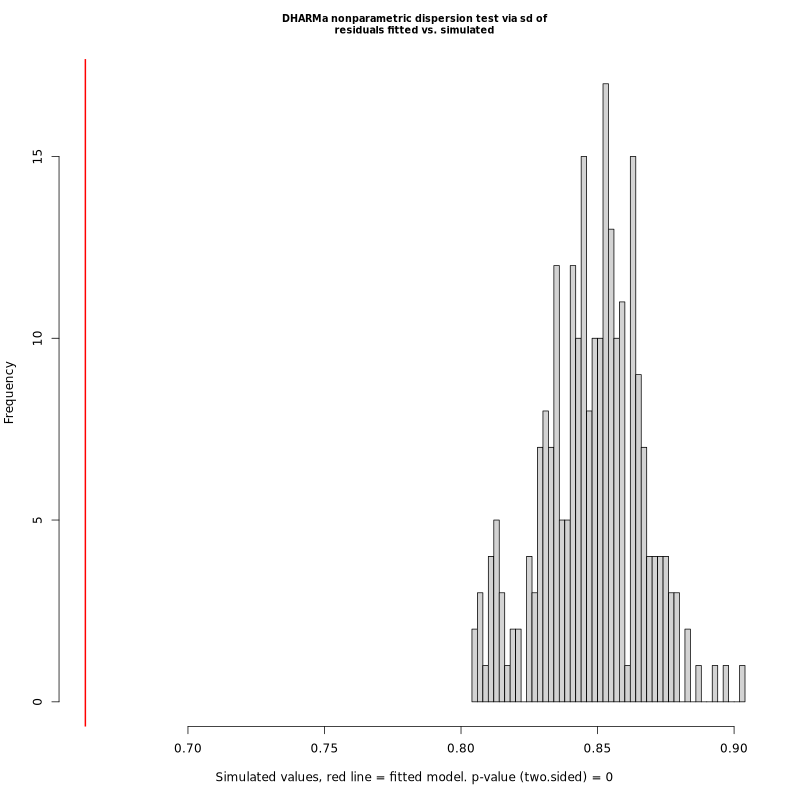 DHARMa nonparametric dispersion test via sd of
residuals fitted vs. simulated
Frequency
15
10
5
0
0.70 0.75 0.80 0.85 0.90
Simulated values, red line = fitted model. p-value (two.sided) = 0